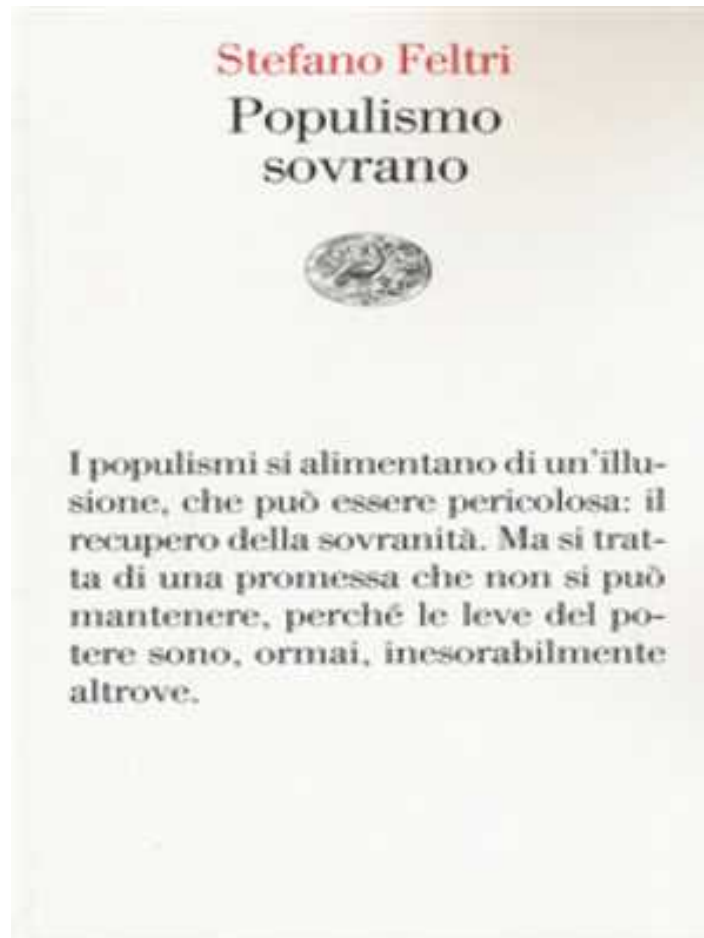 Stefano Feltri
Populismo
sovrano
I populismi si alimentano di un'illu-
sione, che può essere pericolosa: il
recupero della sovranità. Ma si trat-
ta di una promessa che non si può
mantenere, perché le leve del po-
tere sono, ormai, inesorabilmente
altrove.